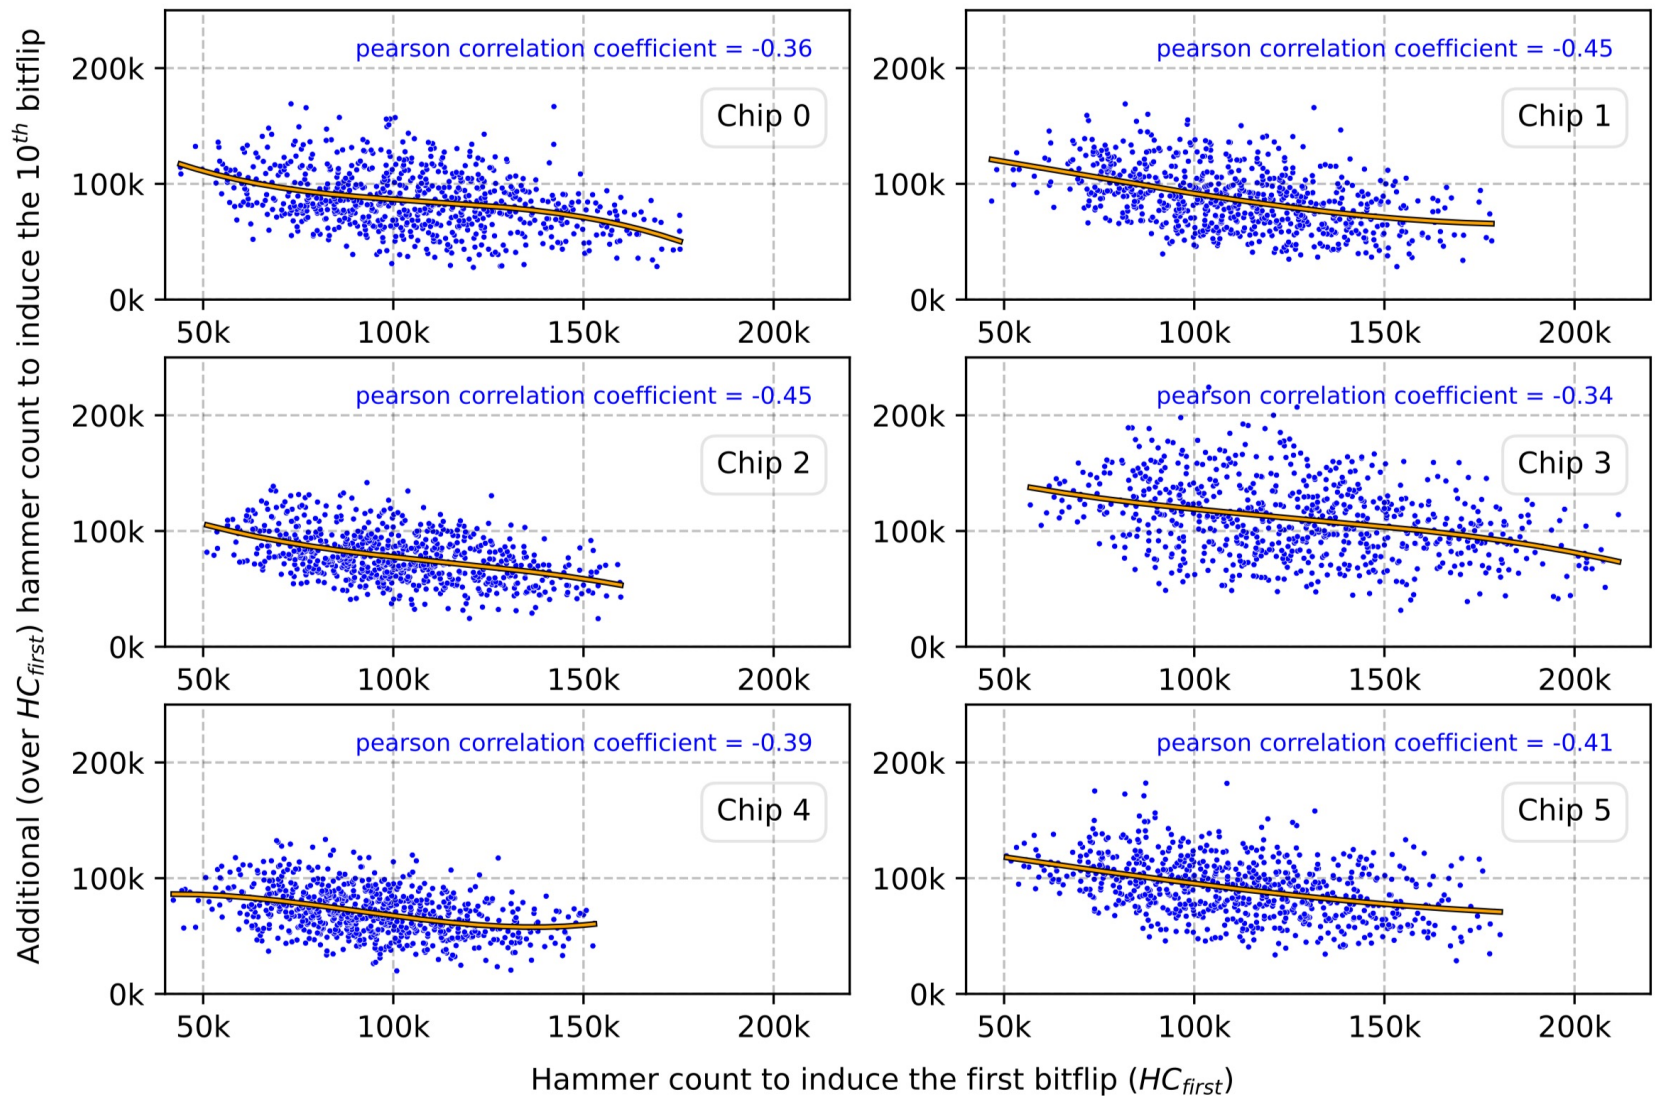 Additional (over HC_first) hammer count to induce the 10^th bitflip
pearson correlation coefficient = -0.36
Chip 0
200k
100k
0k
50k 100k 150k 200k
pearson correlation coefficient = -0.45
Chip 1
200k
100k
0k
50k 100k 150k 200k
pearson correlation coefficient = -0.45
Chip 2
200k
100k
0k
50k 100k 150k 200k
pearson correlation coefficient = -0.34
Chip 3
200k
100k
0k
50k 100k 150k 200k
pearson correlation coefficient = -0.39
Chip 4
200k
100k
0k
50k 100k 150k 200k
pearson correlation coefficient = -0.41
Chip 5
200k
100k
0k
50k 100k 150k 200k
Hammer count to induce the first bitflip (HC_first)